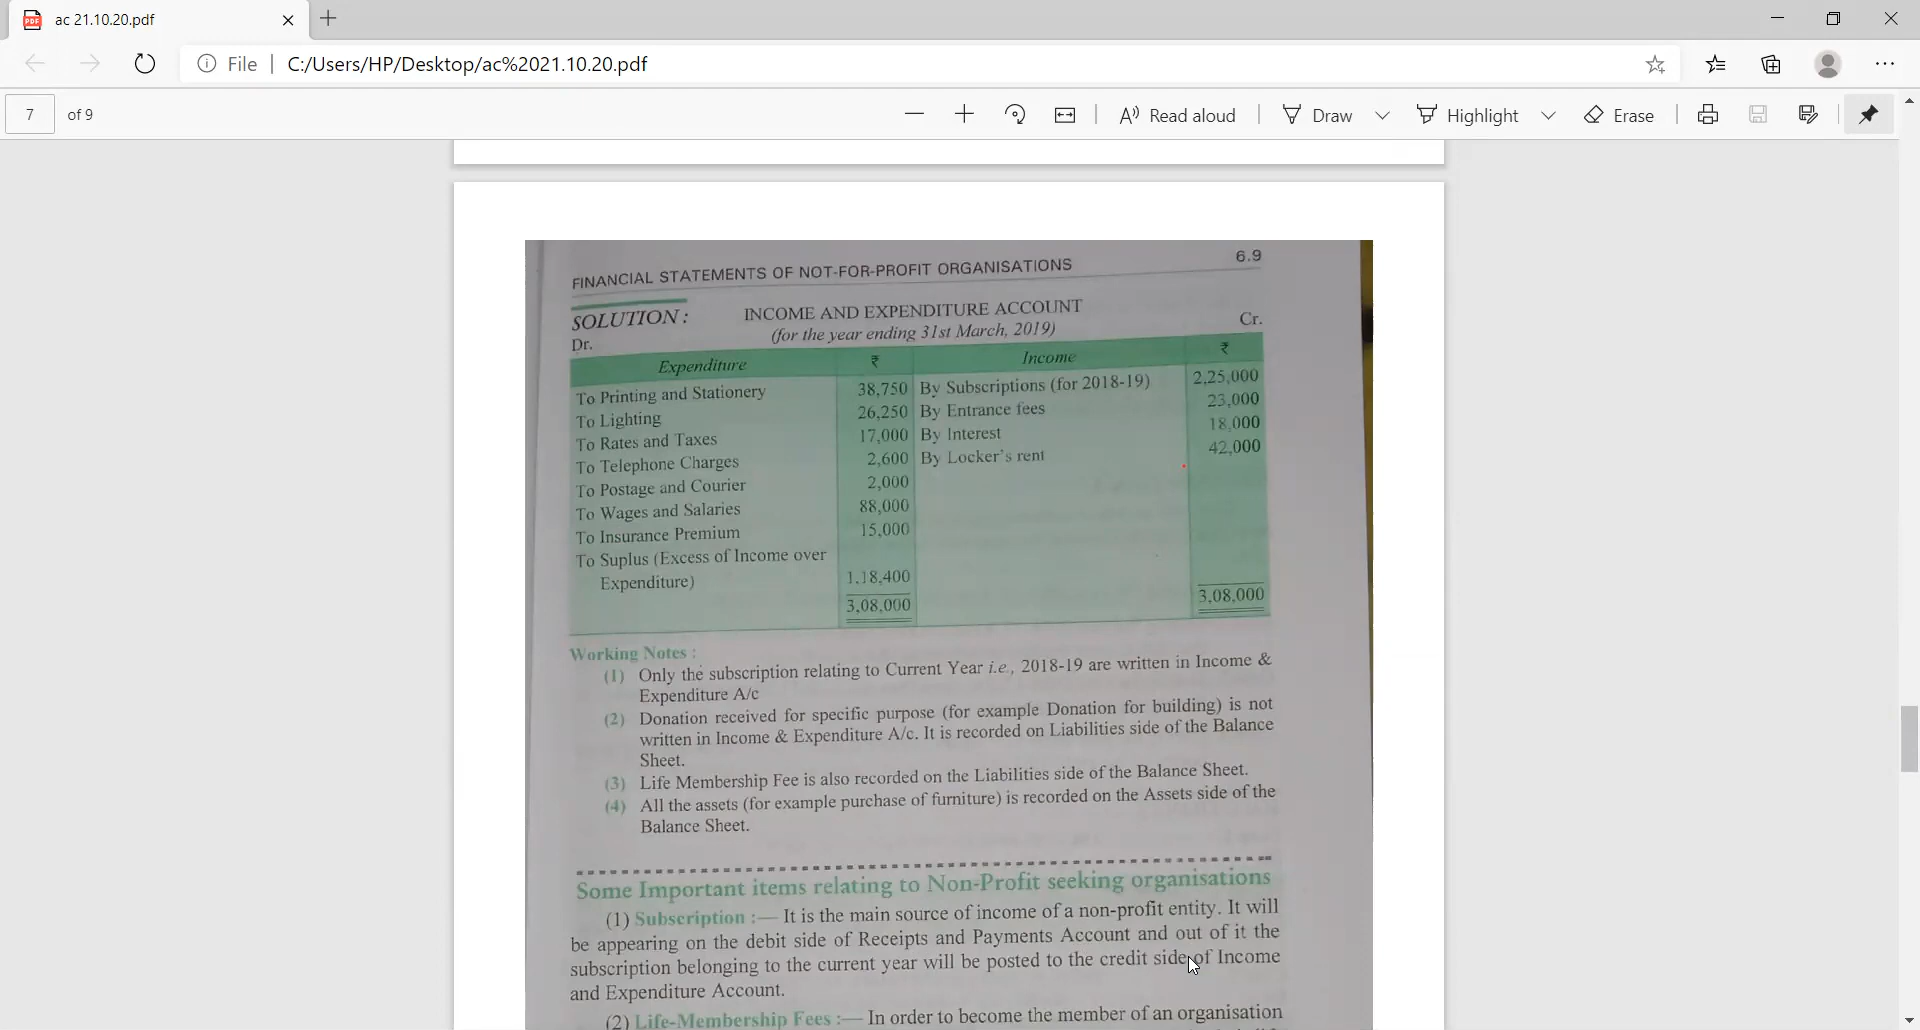 ac 21.10.20.pdf
File | C:/Users/HP/Desktop/ac%2021.10.20.pdf
7 of 9 Read aloud Draw Highlight Erase
FINANCIAL STATEMENTS OF NOT-FOR-PROFIT ORGANISATIONS 6.9
SOLUTION : INCOME AND EXPENDITURE ACCOUNT
Dr. (for the year ending 31st March, 2019) Cr.
Expenditure ₹ Income ₹
To Printing and Stationery 38,750 By Subscriptions (for 2018-19) 2,25,000
To Lighting 26,250 By Entrance fees 23,000
To Rates and Taxes 17,000 By Interest 18,000
To Telephone Charges 2,600 By Locker's rent 42,000
To Postage and Courier 2,000
To Wages and Salaries 88,000
To Insurance Premium 15,000
To Suplus (Excess of Income over
Expenditure) 1,18,400
3,08,000 3,08,000
Working Notes :
(1) Only the subscription relating to Current Year i.e., 2018-19 are written in Income &
Expenditure A/c
(2) Donation received for specific purpose (for example Donation for building) is not
written in Income & Expenditure A/c. It is recorded on Liabilities side of the Balance
Sheet.
(3) Life Membership Fee is also recorded on the Liabilities side of the Balance Sheet.
(4) All the assets (for example purchase of furniture) is recorded on the Assets side of the
Balance Sheet.
Some Important items relating to Non-Profit seeking organisations
(1) Subscription :— It is the main source of income of a non-profit entity. It will
be appearing on the debit side of Receipts and Payments Account and out of it the
subscription belonging to the current year will be posted to the credit side of Income
and Expenditure Account.
(2) Life-Membership Fees :— In order to become the member of an organisation